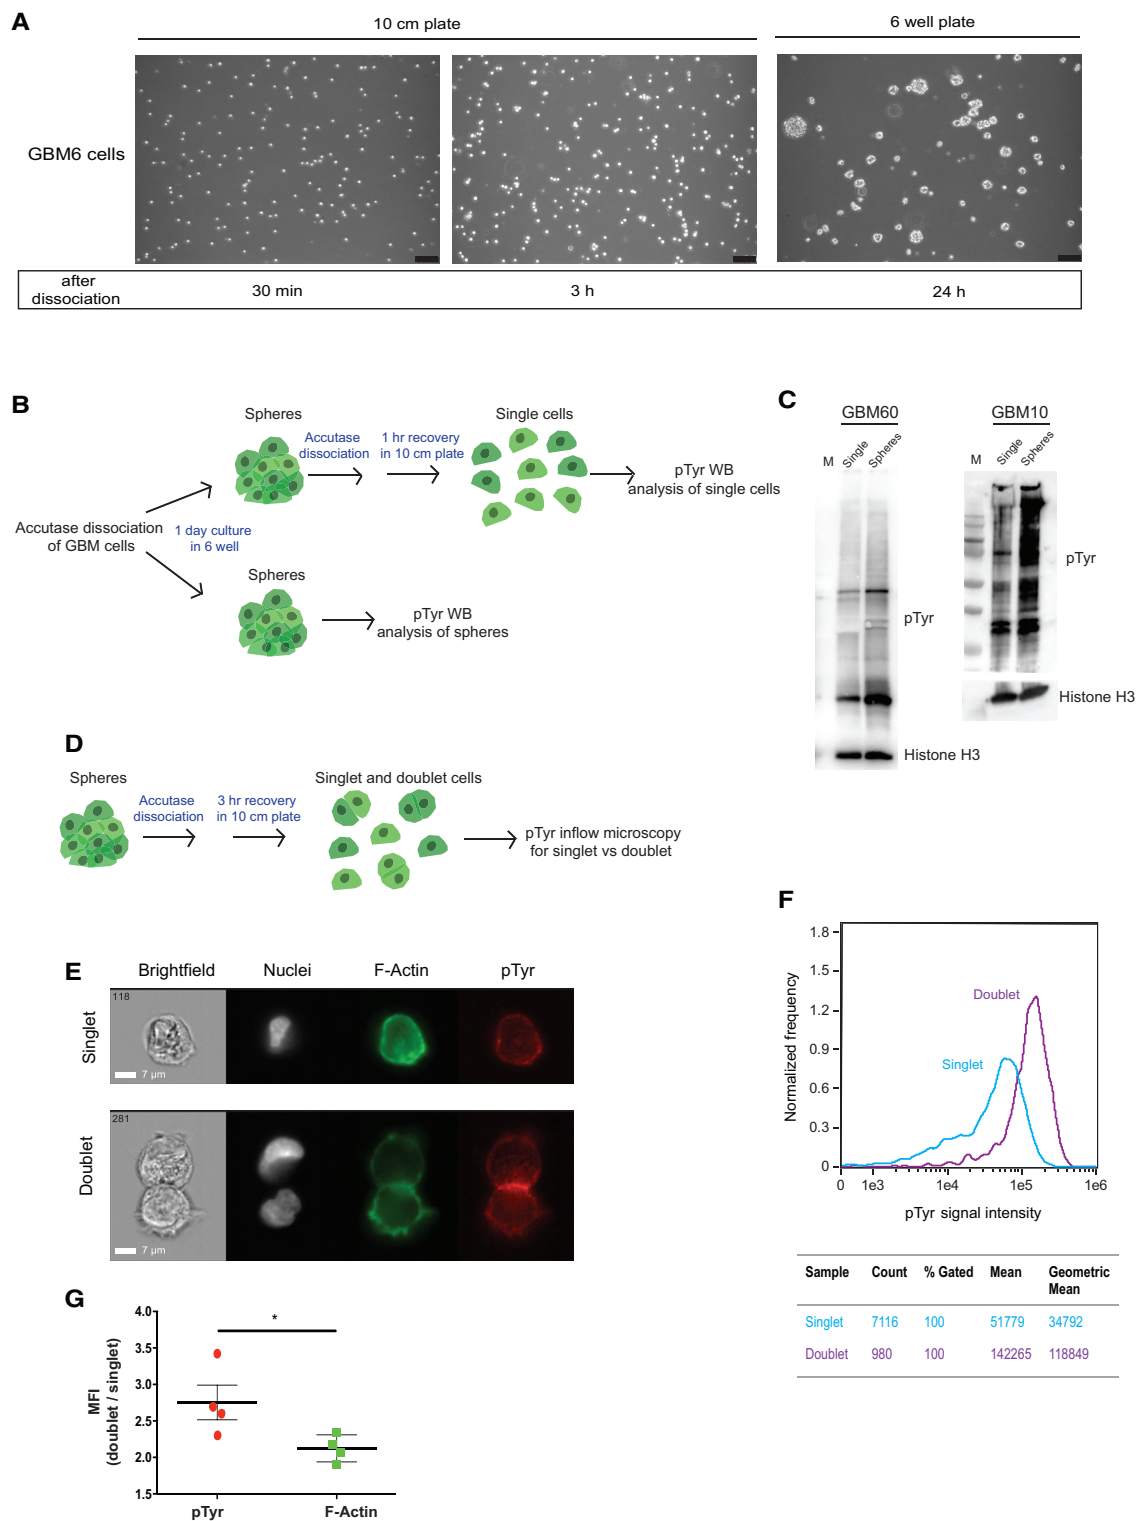 A
10 cm plate
6 well plate
GBM6 cells
after
dissociation
30 min
3 h
24 h
B
Spheres
Single cells
Accutase
dissociation
1 hr recovery
in 10 cm plate
pTyr WB
analysis of single cells
Accutase dissociation
of GBM cells
1 day culture
in 6 well
Spheres
pTyr WB
analysis of spheres
C
GBM60
GBM10
M
Single
Spheres
M
Single
Spheres
pTyr
pTyr
Histone H3
Histone H3
D
Spheres
Singlet and doublet cells
Accutase
dissociation
3 hr recovery
in 10 cm plate
pTyr inflow microscopy
for singlet vs doublet
E
Brightfield
Nuclei
F-Actin
pTyr
Singlet
118
7 µm
Doublet
281
7 µm
F
Normalized frequency
1.8
1.5
1.2
0.9
0.6
0.3
0
Doublet
Singlet
0
1e3
1e4
1e5
1e6
pTyr signal intensity
Sample Count % Gated Mean Geometric
Mean
Singlet 7116 100 51779 34792
Doublet 980 100 142265 118849
G
MFI
(doublet / singlet)
4.0
3.5
3.0
2.5
2.0
1.5
*
pTyr
F-Actin